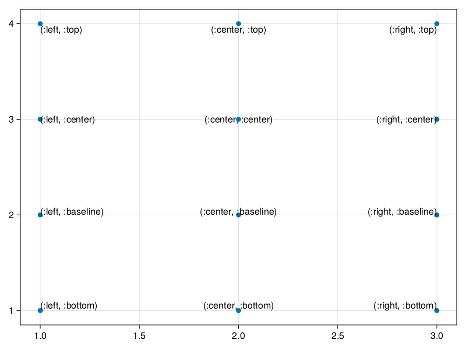 4
(:left, :top) (:center, :top) (:right, :top)
3
(:left, :center) (:center, :center) (:right, :center)
2
(:left, :baseline) (:center, :baseline) (:right, :baseline)
1
(:left, :bottom) (:center, :bottom) (:right, :bottom)
1.0 1.5 2.0 2.5 3.0